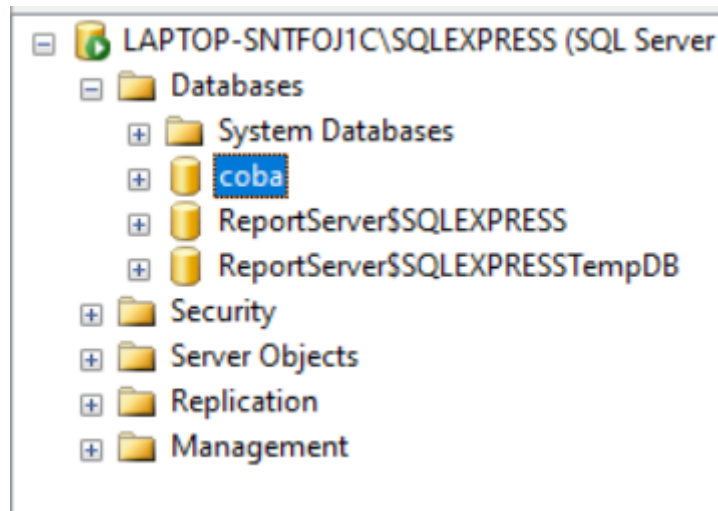 LAPTOP-SNTFOJ1C\SQLEXPRESS (SQL Server
Databases
System Databases
coba
ReportServer$SQLEXPRESS
ReportServer$SQLEXPRESSTempDB
Security
Server Objects
Replication
Management